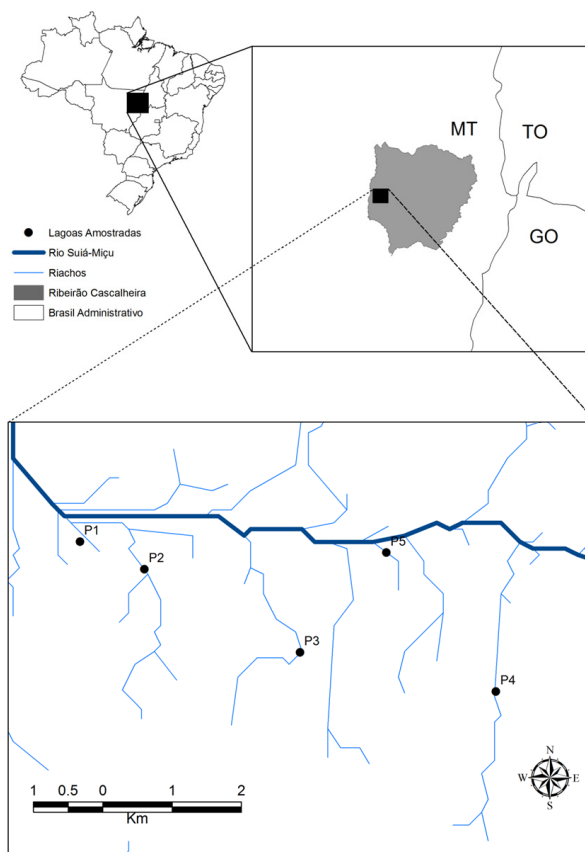 MT
TO
GO
Lagoas Amostradas
Rio Suiá-Miçu
Riachos
Ribeirão Cascalheira
Brasil Administrativo
P1
P2
P3
P5
P4
1 0.5 0 1 2
Km
N
W E
S